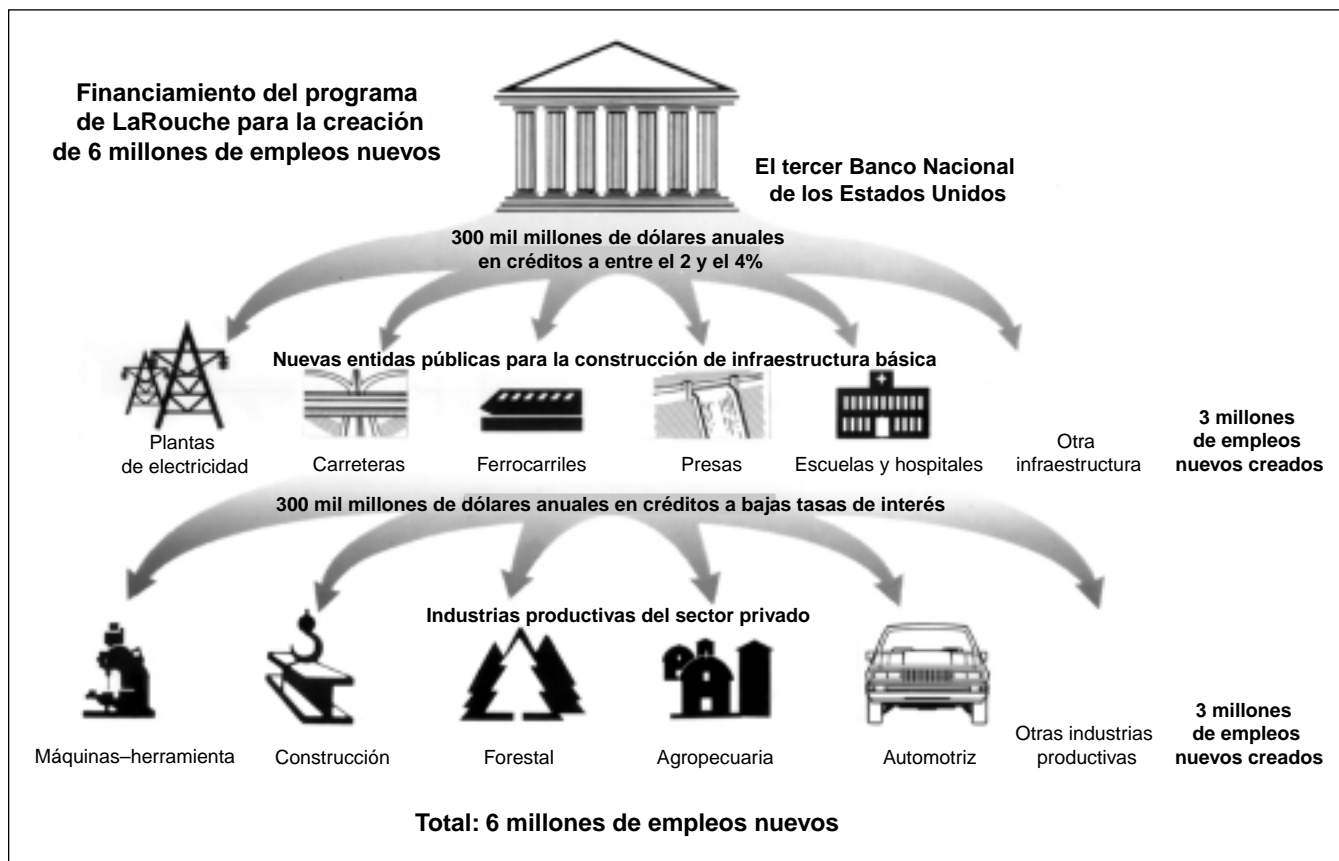 Financiamiento del programa
de LaRouche para la creación
de 6 millones de empleos nuevos
El tercer Banco Nacional
de los Estados Unidos
300 mil millones de dólares anuales
en créditos a entre el 2 y el 4%
Nuevas entidas públicas para la construcción de infraestructura básica
Plantas
de electricidad
Carreteras
Ferrocarriles
Presas
Escuelas y hospitales
Otra
infraestructura
3 millones
de empleos
nuevos creados
300 mil millones de dólares anuales en créditos a bajas tasas de interés
Industrias productivas del sector privado
Máquinas–herramienta
Construcción
Forestal
Agropecuaria
Automotriz
Otras industrias
productivas
3 millones
de empleos
nuevos creados
Total: 6 millones de empleos nuevos